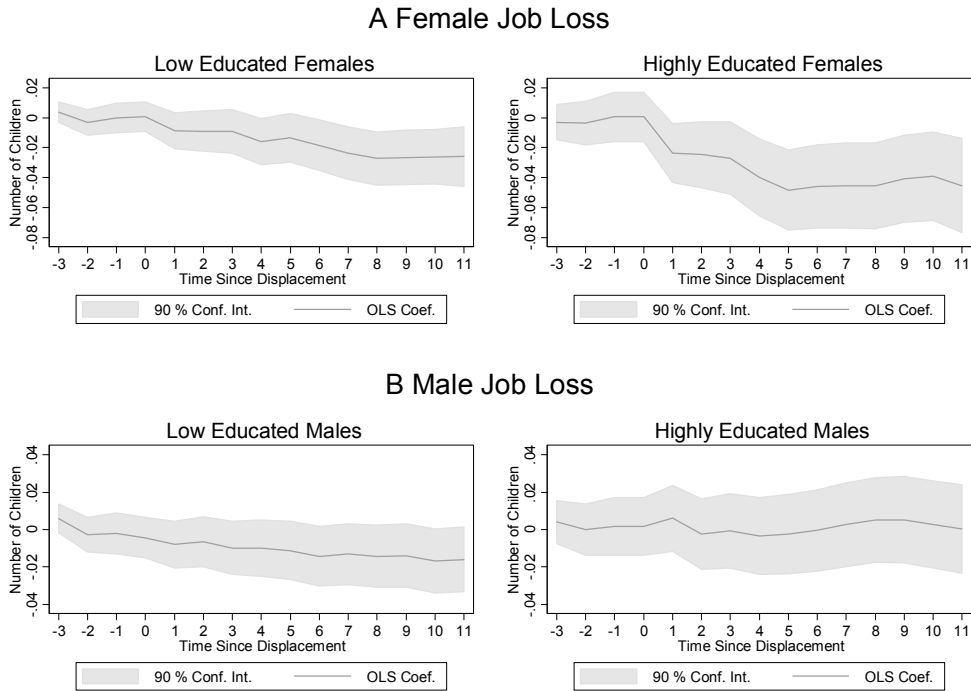 A Female Job Loss
Low Educated Females
Number of Children
.02
0
-.02
-.04
-.06
-.08
-3 -2 -1 0 1 2 3 4 5 6 7 8 9 10 11
Time Since Displacement
90 % Conf. Int. OLS Coef.
Highly Educated Females
Number of Children
.02
0
-.02
-.04
-.06
-.08
-3 -2 -1 0 1 2 3 4 5 6 7 8 9 10 11
Time Since Displacement
90 % Conf. Int. OLS Coef.
B Male Job Loss
Low Educated Males
Number of Children
.04
.02
0
-.02
-.04
-3 -2 -1 0 1 2 3 4 5 6 7 8 9 10 11
Time Since Displacement
90 % Conf. Int. OLS Coef.
Highly Educated Males
Number of Children
.04
.02
0
-.02
-.04
-3 -2 -1 0 1 2 3 4 5 6 7 8 9 10 11
Time Since Displacement
90 % Conf. Int. OLS Coef.